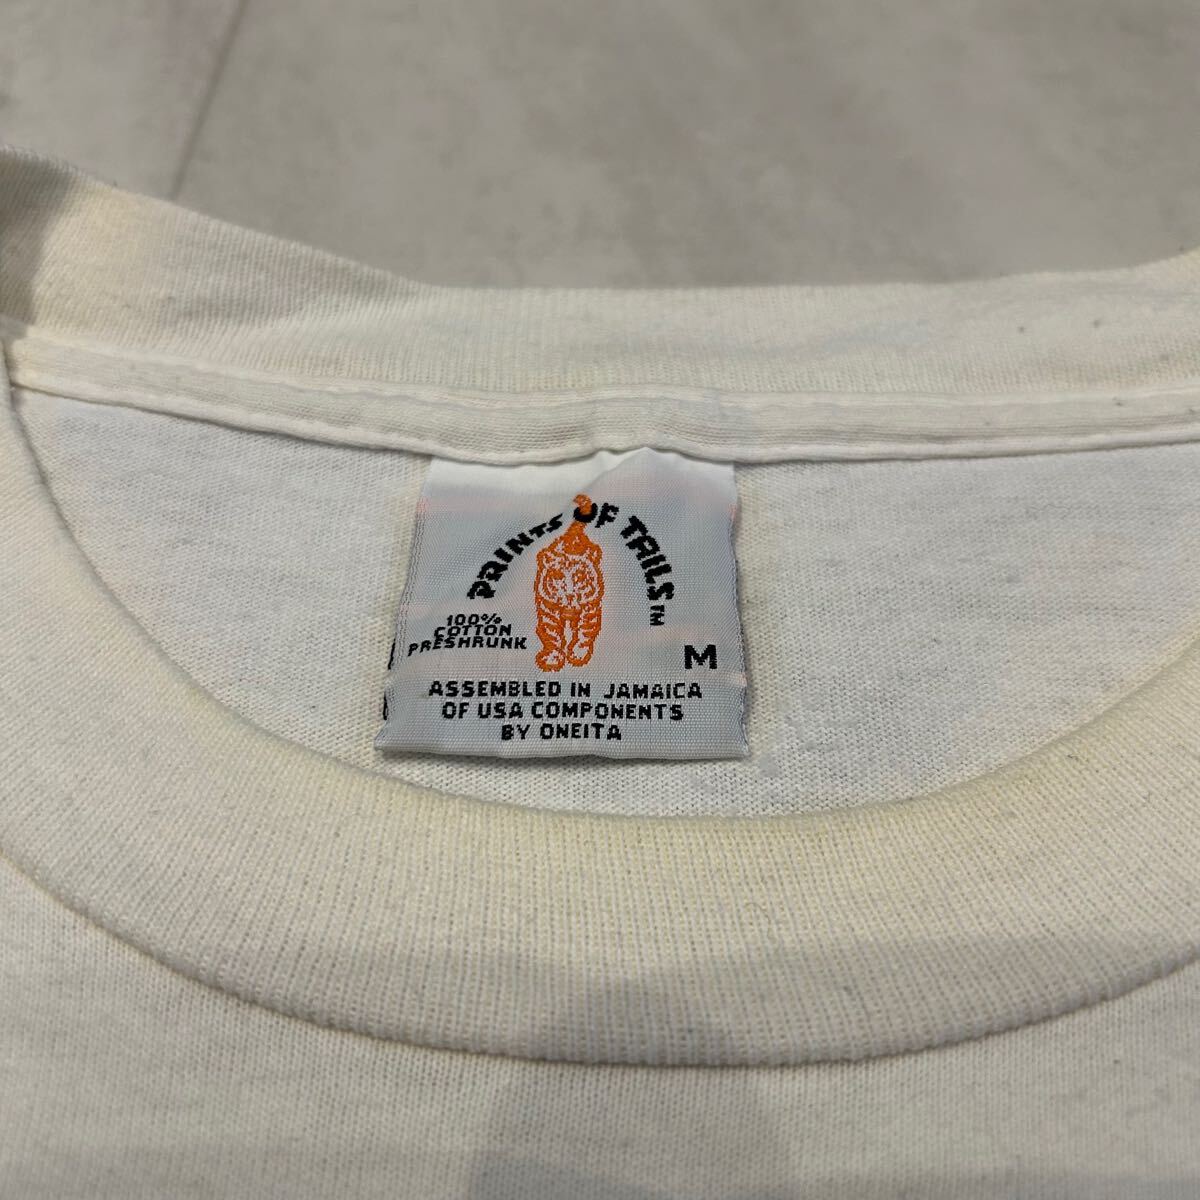 PRINTS OF TAILS™
100%
COTTON
PRESHRUNK
M
ASSEMBLED IN JAMAICA
OF USA COMPONENTS
BY ONEITA